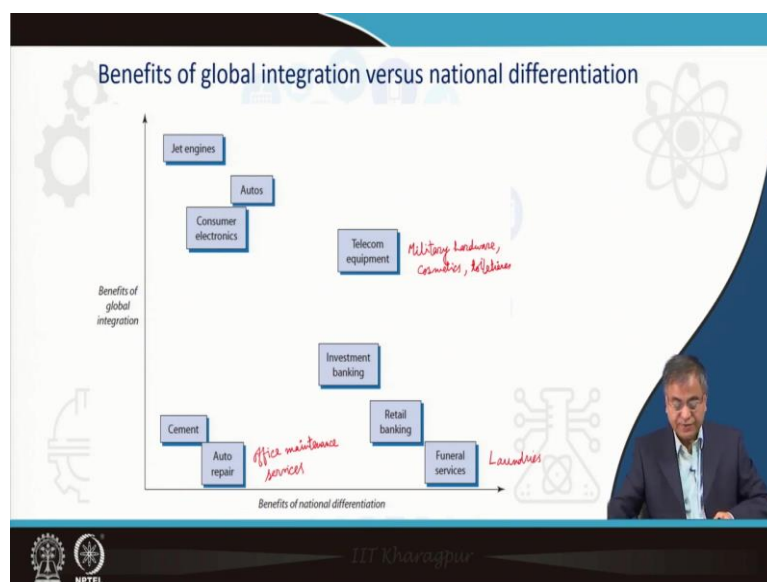 Benefits of global integration versus national differentiation
Jet engines
Autos
Consumer
electronics
Telecom
equipment
Military hardware,
cosmetics, toiletries
Benefits of
global
integration
Investment
banking
Cement
Retail
banking
Auto
repair
office maintenance
services
Funeral
services
Laundries
Benefits of national differentiation
IIT Kharagpur
NPTEL